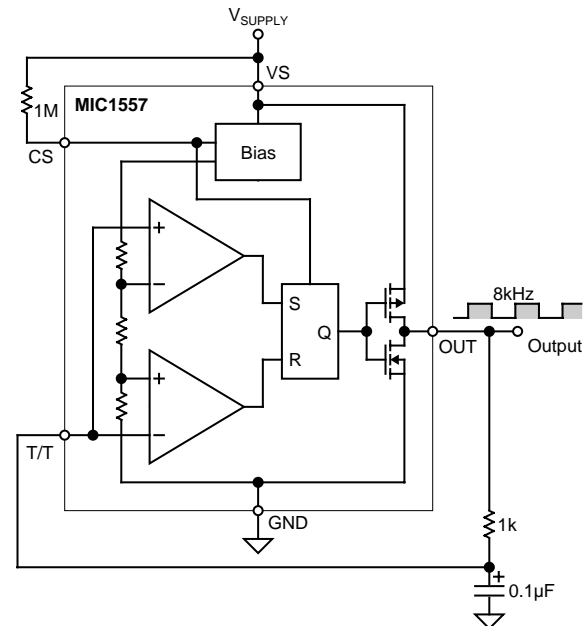 VSUPPLY
VS
1M
MIC1557
CS
Bias
+
−
S
Q
R
+
−
8kHz
OUT
Output
T/T
GND
1k
+
0.1µF